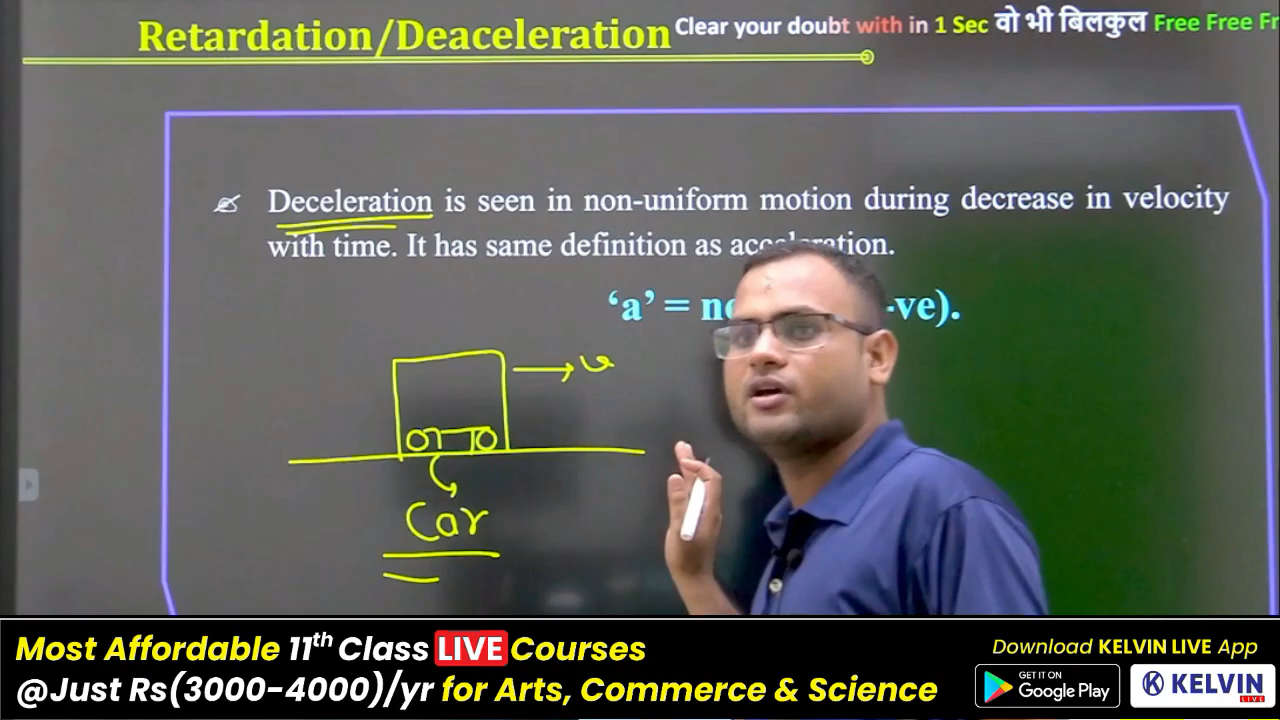 Retardation/Deaceleration
Clear your doubt with in 1 Sec वो भी बिलकुल Free Free Fr
Deceleration is seen in non-uniform motion during decrease in velocity
with time. It has same definition as acceleration.
‘a’ = -ve).
v
Car
Most Affordable 11th Class LIVE Courses
@Just Rs(3000-4000)/yr for Arts, Commerce & Science
Download KELVIN LIVE App
GET IT ON
Google Play
KELVIN
LIVE